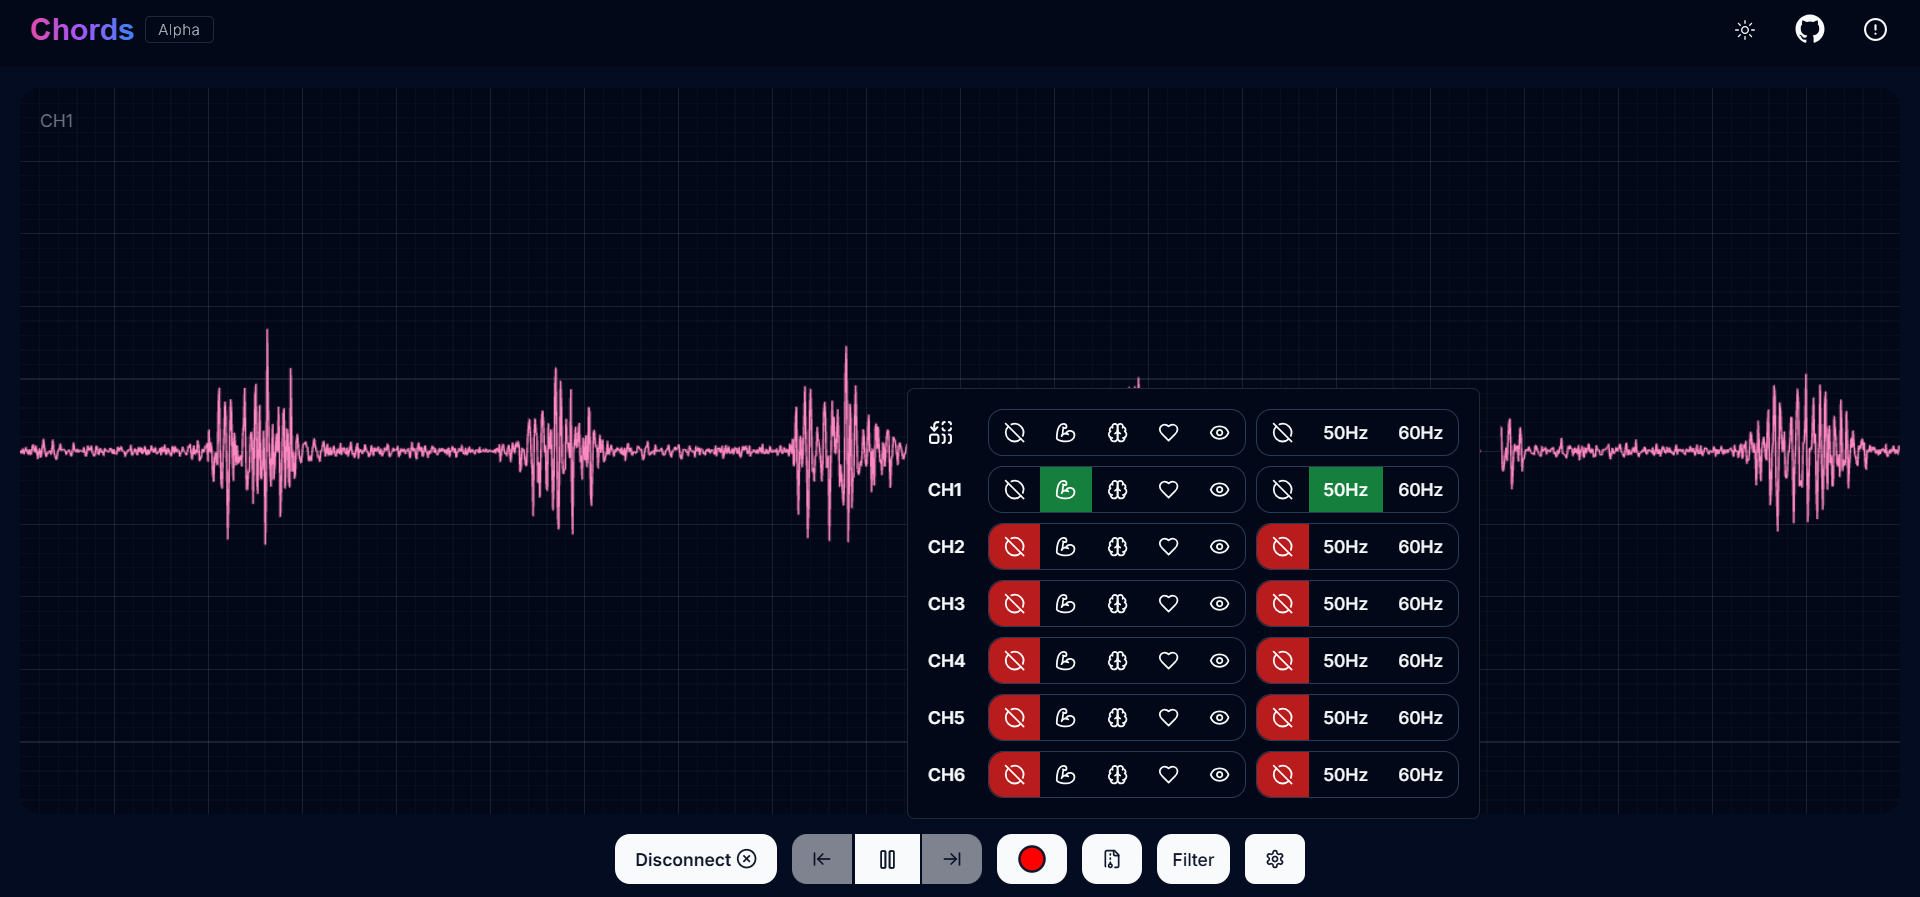 Chords Alpha
CH1
50Hz 60Hz
CH1 50Hz 60Hz
CH2 50Hz 60Hz
CH3 50Hz 60Hz
CH4 50Hz 60Hz
CH5 50Hz 60Hz
CH6 50Hz 60Hz
Disconnect Filter